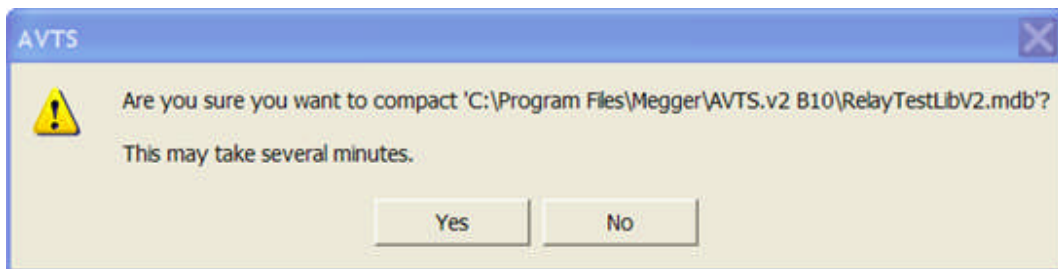 AVTS
Are you sure you want to compact 'C:\Program Files\Megger\AVTS.v2 B10\RelayTestLibV2.mdb'?
This may take several minutes.
Yes No